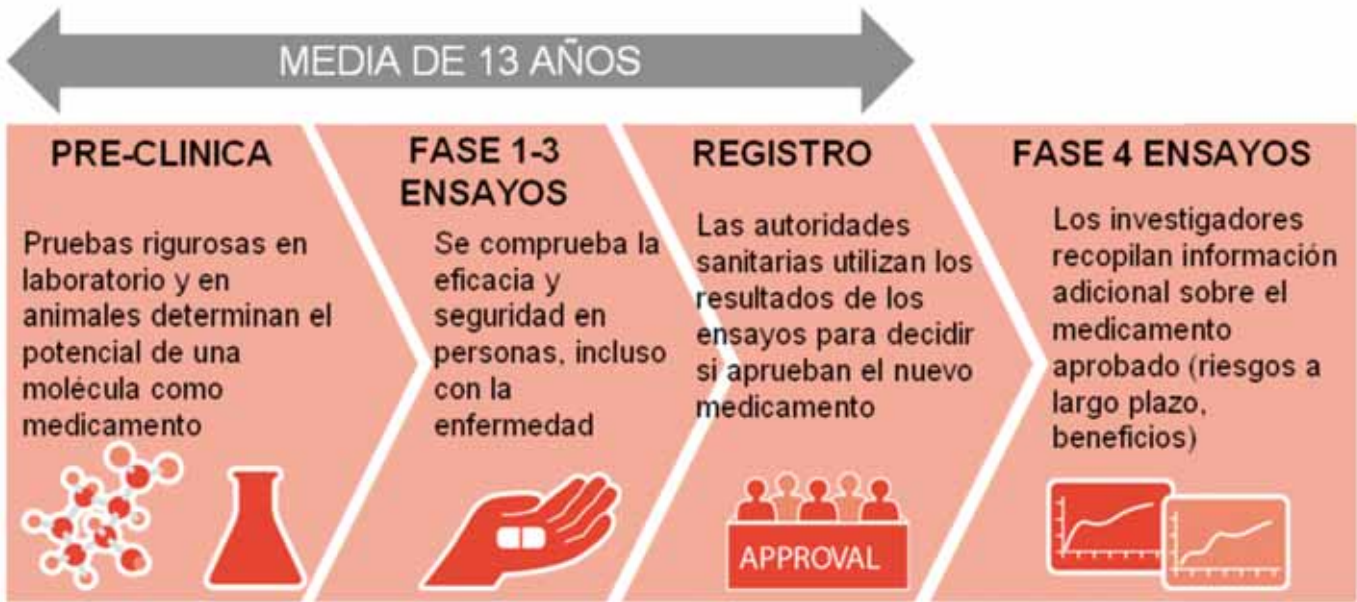 MEDIA DE 13 AÑOS
PRE-CLINICA
Pruebas rigurosas en
laboratorio y en
animales determinan el
potencial de una
molécula como
medicamento
FASE 1-3
ENSAYOS
Se comprueba la
eficacia y
seguridad en
personas, incluso
con la
enfermedad
REGISTRO
Las autoridades
sanitarias utilizan los
resultados de los
ensayos para decidir
si aprueban el nuevo
medicamento
APPROVAL
FASE 4 ENSAYOS
Los investigadores
recopilan información
adicional sobre el
medicamento
aprobado (riesgos a
largo plazo,
beneficios)